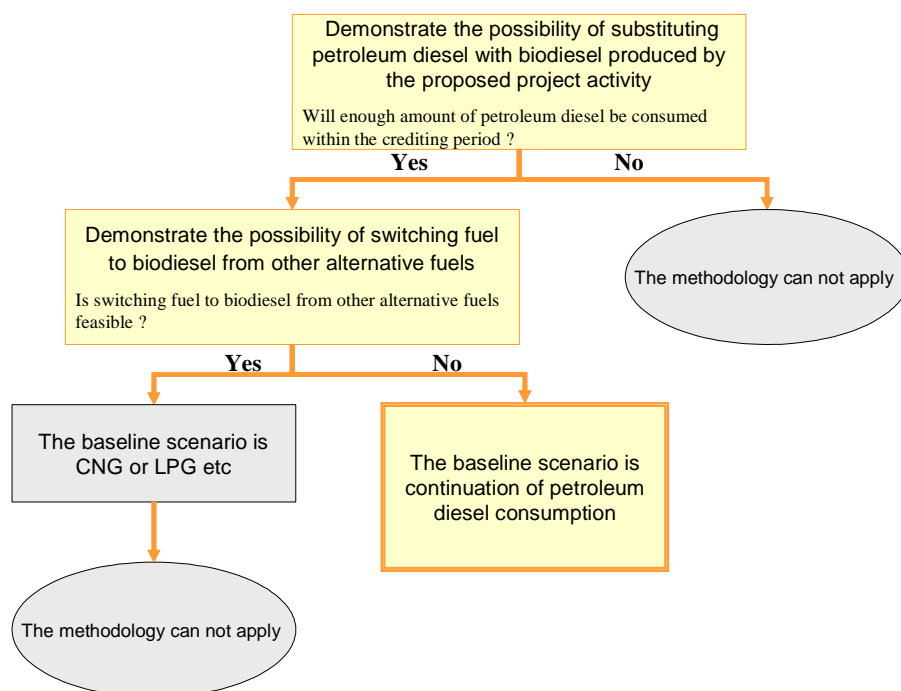 Demonstrate the possibility of substituting
petroleum diesel with biodiesel produced by
the proposed project activity
Will enough amount of petroleum diesel be consumed
within the crediting period ?
Yes
No
Demonstrate the possibility of switching fuel
to biodiesel from other alternative fuels
Is switching fuel to biodiesel from other alternative fuels
feasible ?
The methodology can not apply
Yes
No
The baseline scenario is
CNG or LPG etc
The baseline scenario is
continuation of petroleum
diesel consumption
The methodology can not apply